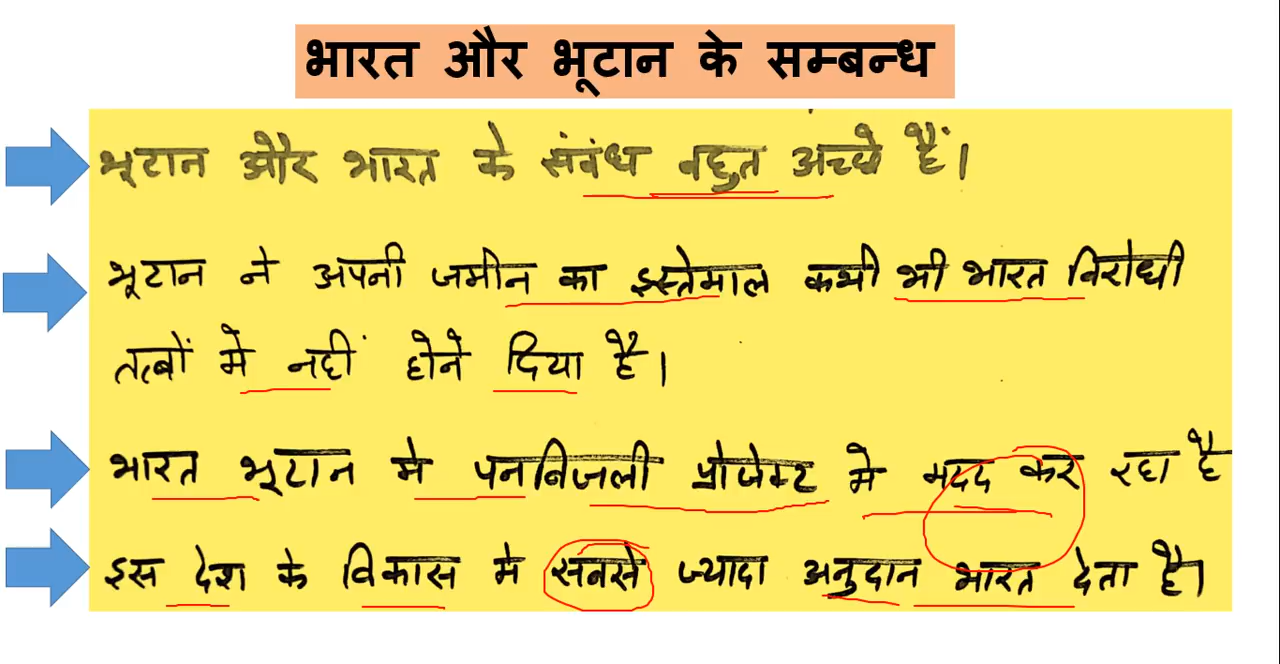 भारत और भूटान के सम्बन्ध
भूटान और भारत के संबंध बहुत अच्छे हैं।
भूटान ने अपनी जमीन का इस्तेमाल कभी भी भारत विरोधी
तत्वों में नहीं होने दिया है।
भारत भूटान में पनबिजली प्रोजेक्ट में मदद कर रहा है
इस देश के विकास में सबसे ज्यादा अनुदान भारत देता है।